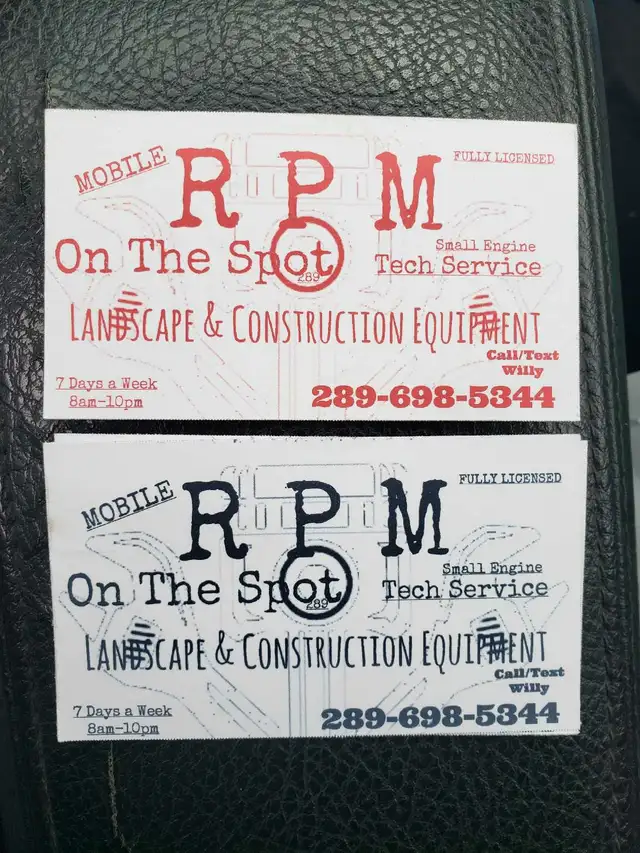 MOBILE
RPM
FULLY LICENSED
On The Spot
289
Small Engine
Tech Service
LANDSCAPE & CONSTRUCTION EQUIPMENT
Call/Text
Willy
7 Days a Week
8am-10pm
289-698-5344
MOBILE
RPM
FULLY LICENSED
On The Spot
289
Small Engine
Tech Service
LANDSCAPE & CONSTRUCTION EQUIPMENT
Call/Text
Willy
7 Days a Week
8am-10pm
289-698-5344